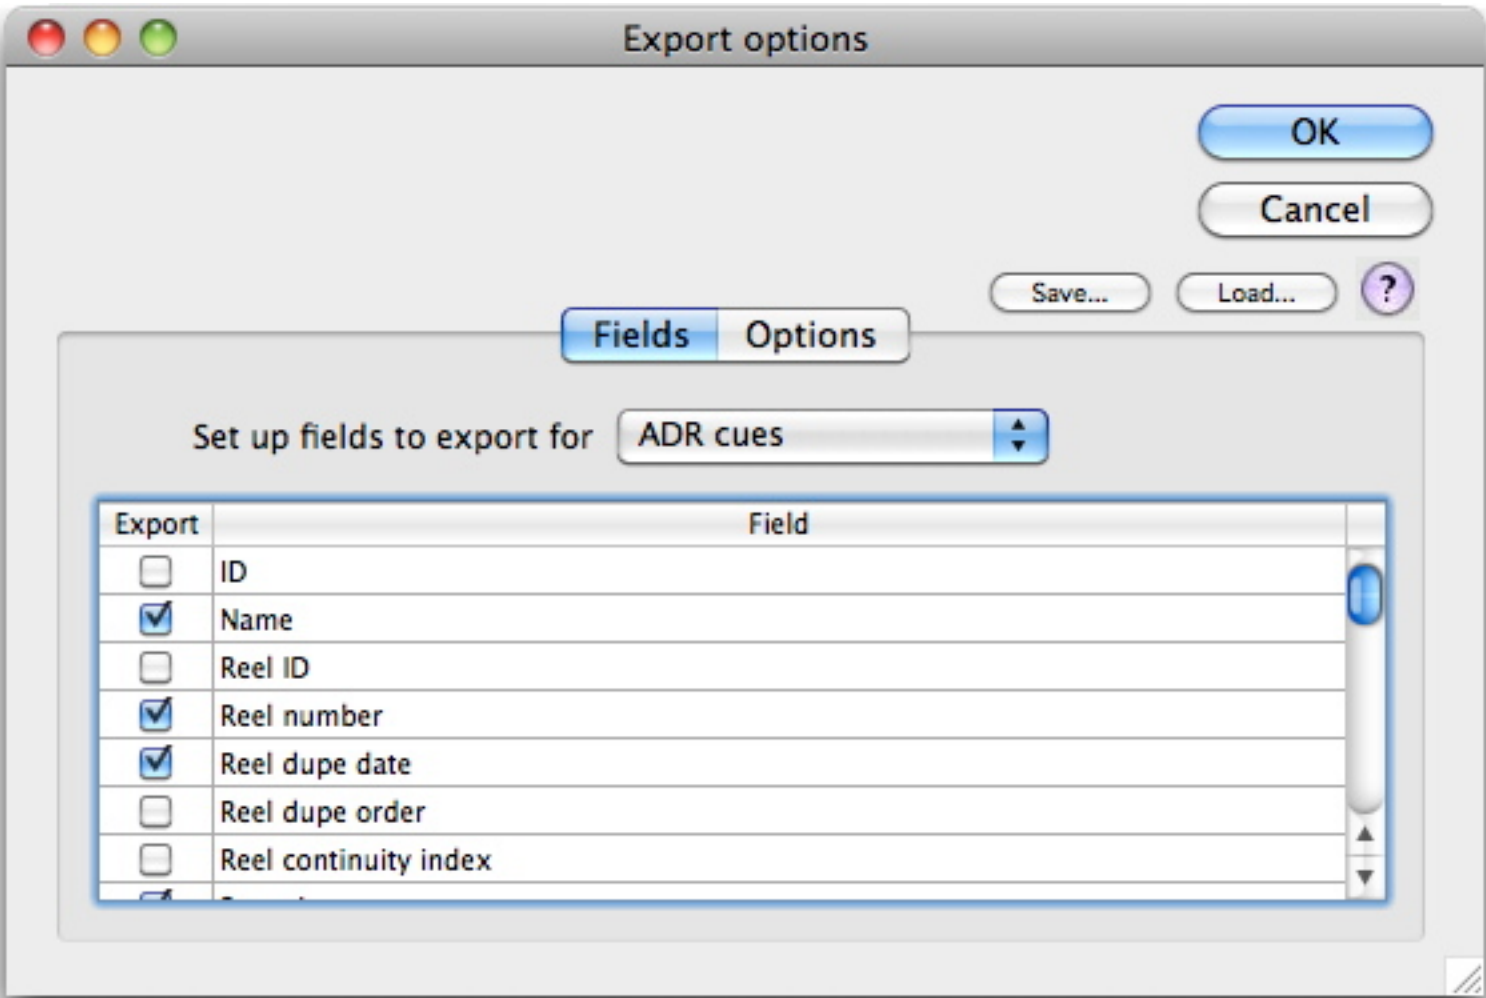 Export options
OK
Cancel
Save...
Load...
?
Fields
Options
Set up fields to export for
ADR cues
Export
Field
ID
Name
Reel ID
Reel number
Reel dupe date
Reel dupe order
Reel continuity index